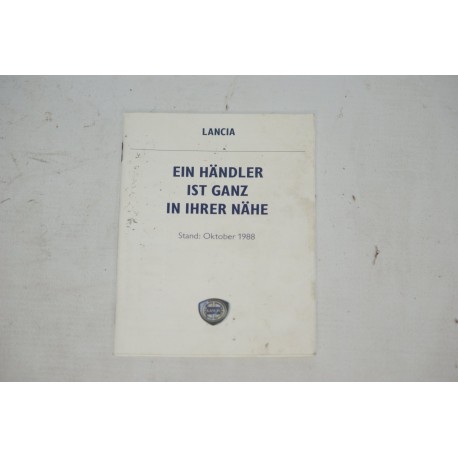 LANCIA
EIN HÄNDLER
IST GANZ
IN IHRER NÄHE
Stand: Oktober 1988